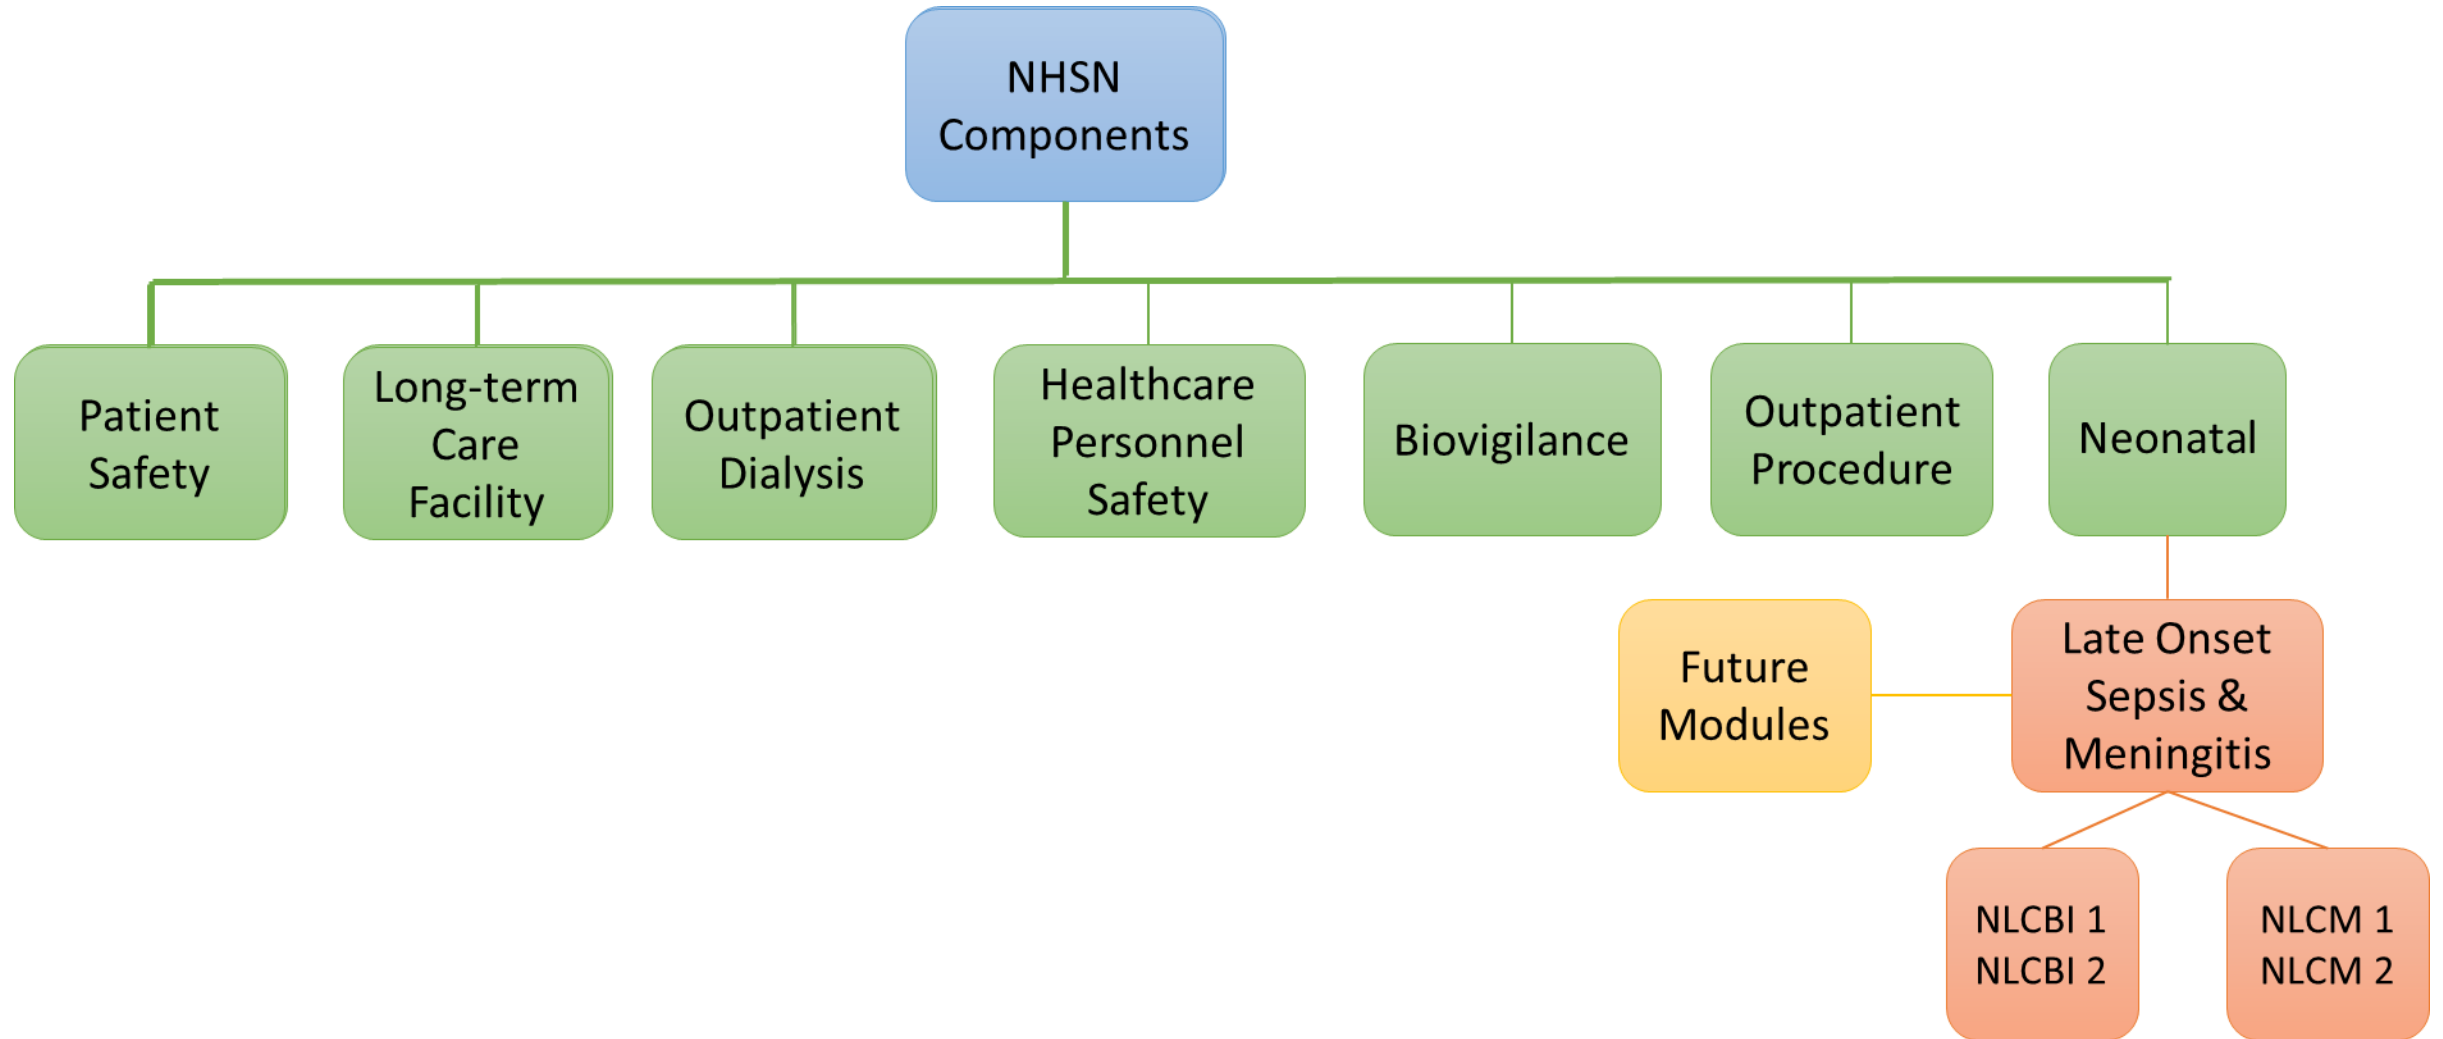 NHSN
Components
Patient
Safety
Long-term
Care
Facility
Outpatient
Dialysis
Healthcare
Personnel
Safety
Biovigilance
Outpatient
Procedure
Neonatal
Future
Modules
Late Onset
Sepsis &
Meningitis
NLCBI 1
NLCBI 2
NLCM 1
NLCM 2